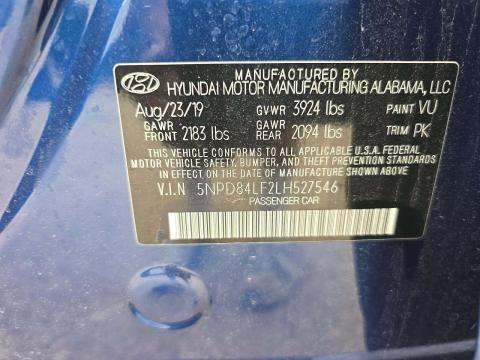 MANUFACTURED BY
HYUNDAI MOTOR MANUFACTURING ALABAMA, LLC
Aug/23/19 GVWR 3924 lbs PAINT VU
GAWR FRONT 2183 lbs GAWR REAR 2094 lbs TRIM PK
THIS VEHICLE CONFORMS TO ALL APPLICABLE U.S.A. FEDERAL
MOTOR VEHICLE SAFETY, BUMPER, AND THEFT PREVENTION
STANDARDS IN EFFECT ON THE DATE OF MANUFACTURE SHOWN ABOVE.
V.I.N 5NPD84LF2LH527546
PASSENGER CAR